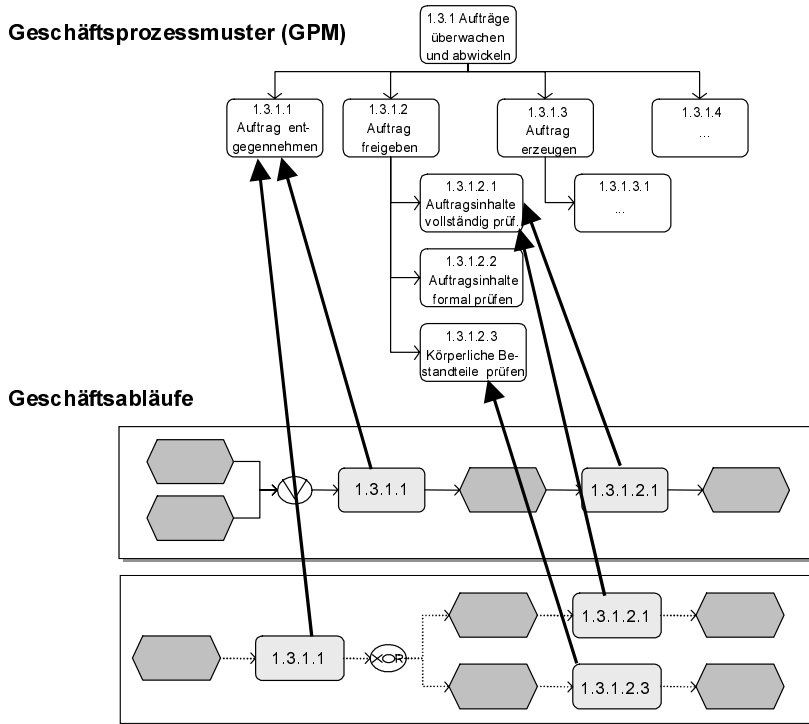 Geschäftsprozessmuster (GPM)
1.3.1 Aufträge
überwachen
und abwickeln
1.3.1.1
Auftrag ent-
gegennehmen
1.3.1.2
Auftrag
freigeben
1.3.1.3
Auftrag
erzeugen
1.3.1.4
...
1.3.1.2.1
Auftragsinhalte
vollständig prüf..
1.3.1.3.1
...
1.3.1.2.2
Auftragsinhalte
formal prüfen
1.3.1.2.3
Körperliche Be-
standteile prüfen
Geschäftsabläufe
V
1.3.1.1
1.3.1.2.1
1.3.1.1
XOR
1.3.1.2.1
1.3.1.2.3